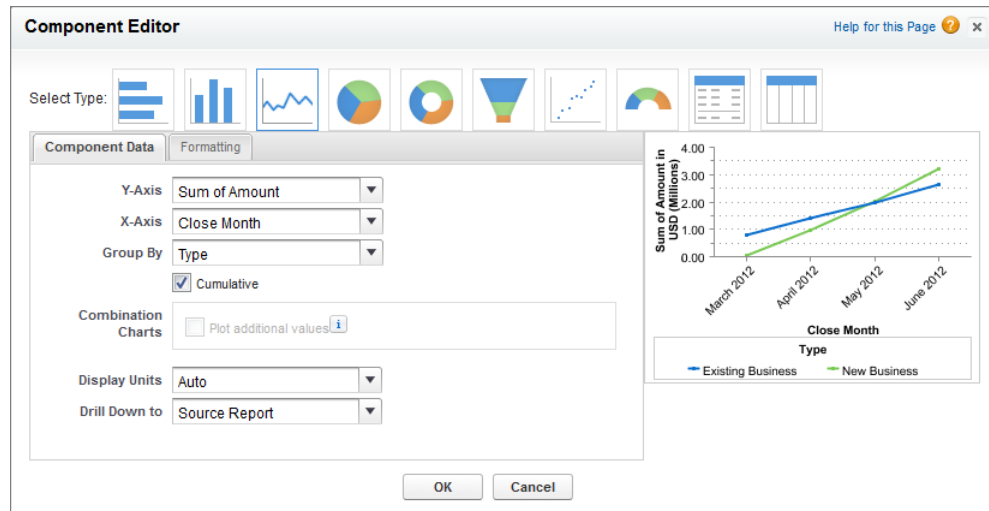 Component Editor
Help for this Page
Select Type:
Component Data
Formatting
Y-Axis Sum of Amount
X-Axis Close Month
Group By Type
Cumulative
Combination
Charts
Plot additional values
Display Units Auto
Drill Down to Source Report
OK
Cancel
Sum of Amount in
USD (Millions)
4.00
3.00
2.00
1.00
0.00
March 2012
April 2012
May 2012
June 2012
Close Month
Type
Existing Business
New Business